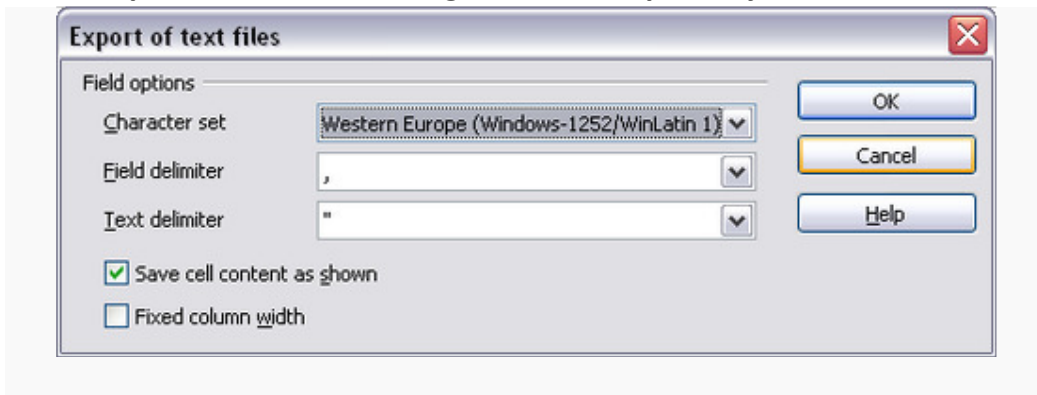 Export of text files
Field options
OK
Character set
Western Europe (Windows-1252/WinLatin 1)
Cancel
Field delimiter
,
Text delimiter
"
Help
Save cell content as shown
Fixed column width